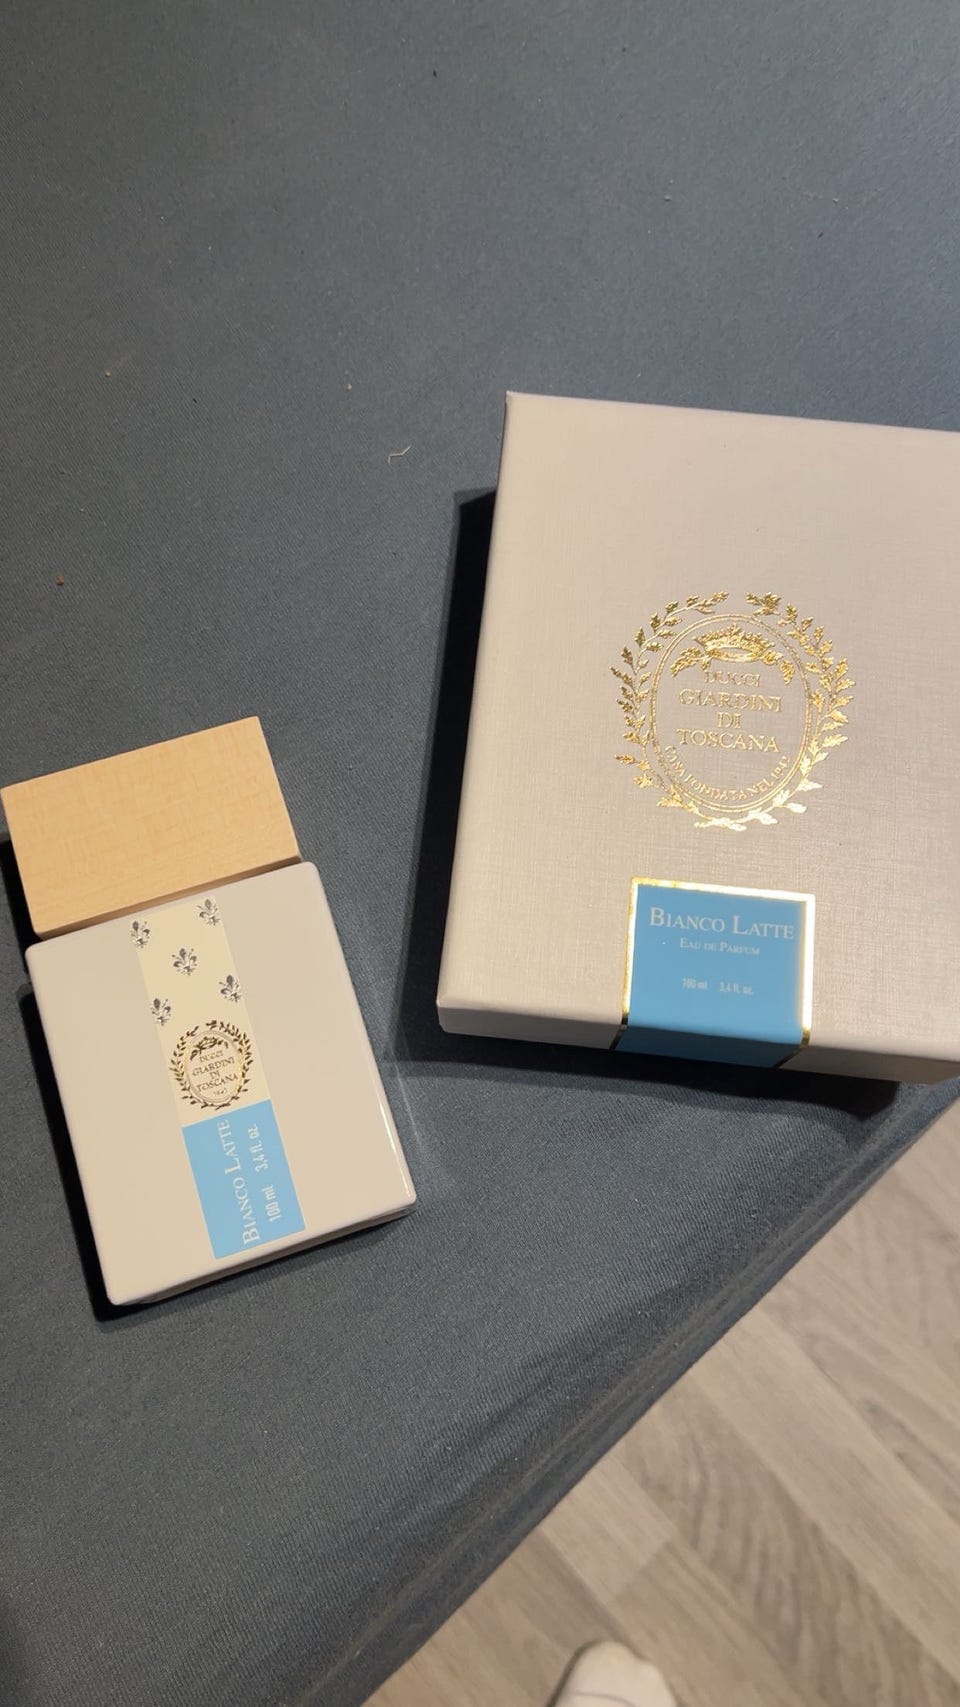 DUCCI
GIARDINI
DI
TOSCANA
BIANCO LATTE
EAU DE PARFUM
100 ml 3,4 fl. oz.
DUCCI
GIARDINI
DI
TOSCANA
1945
BIANCO LATTE
100 ml 3,4 fl. oz